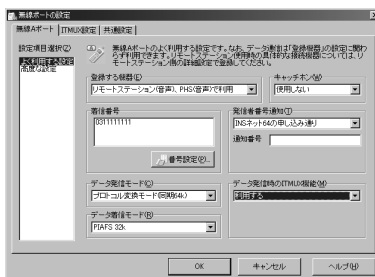 無線ポートの設定
無線Aポート
ITMUX設定
共通設定
設定項目選択(Z)
よく利用する設定
高度な設定
無線Aポートのよく利用する設定です。なお、データ着信は「登録機器」の設定に関わ
らず利用できます。リモートステーション使用時の具体的な接続機器については、リ
モートステーション側の詳細設定で登録してください。
登録する機器(E)
リモートステーション(音声)、PHS(音声)で利用
キャッチホン(W)
使用しない
着信番号
0311111111
番号設定(P)...
発信者番号通知(T)
INSネット64の申し込み通り
通知番号
データ発信モード(C)
プロトコル変換モード(同期64k)
データ発信時のITMUX機能(M)
利用する
データ着信モード(R)
PIAFS 32k
OK
キャンセル
ヘルプ(H)